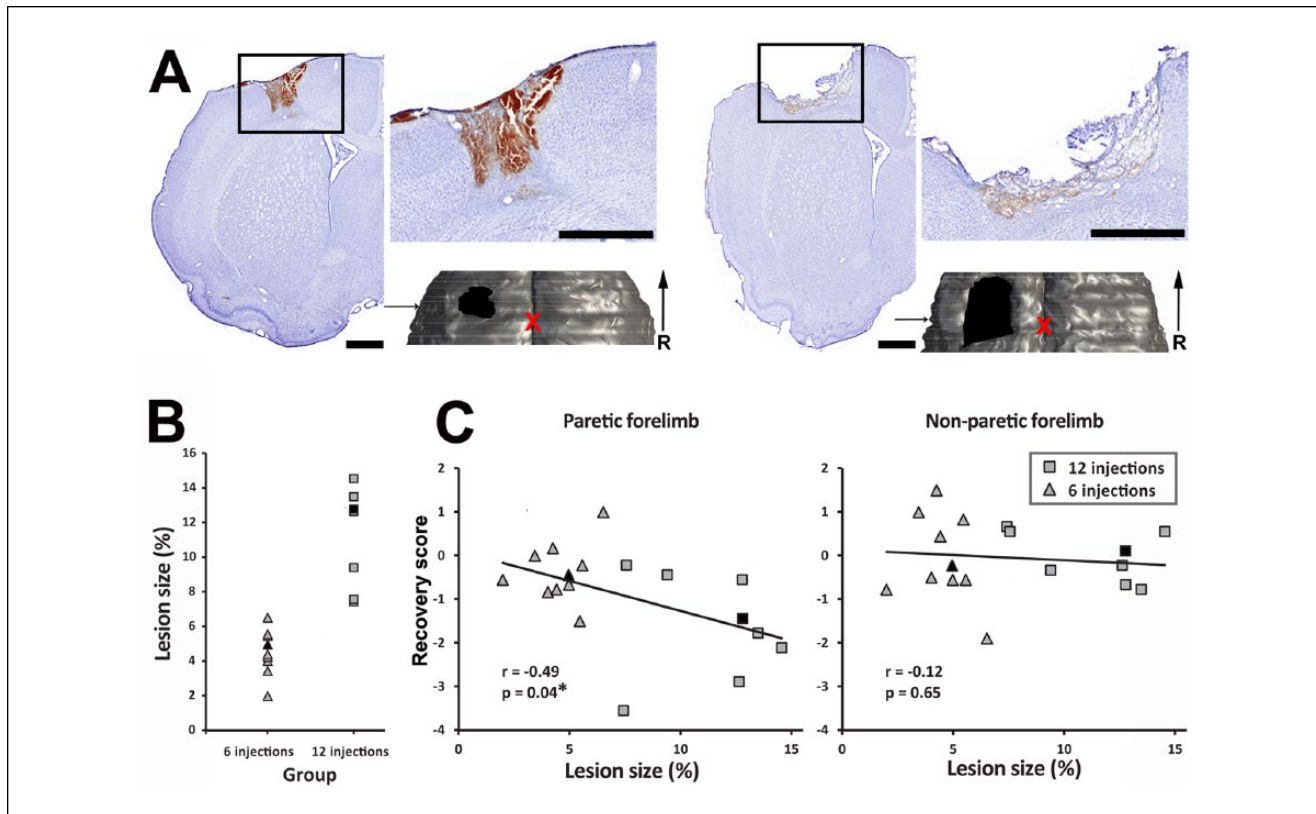 A
R
R
B
Lesion size (%)
16
14
12
10
8
6
4
2
0
6 injections 12 injections
Group
C
Paretic forelimb
Recovery score
2
1
0
-1
-2
-3
-4
r = -0.49
p = 0.04*
0 5 10 15
Lesion size (%)
Non-paretic forelimb
12 injections
6 injections
2
1
0
-1
-2
-3
-4
r = -0.12
p = 0.65
0 5 10 15
Lesion size (%)